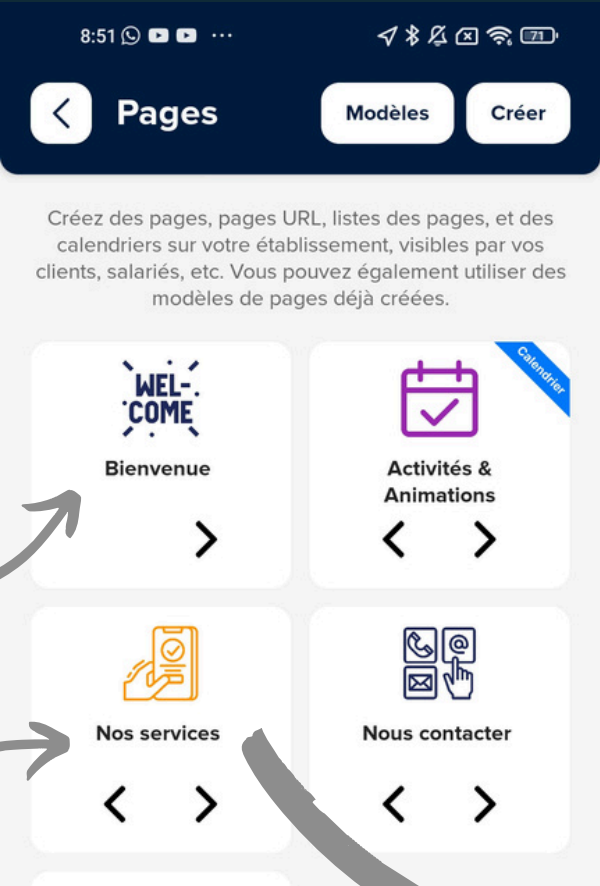 8:51
71
Pages
Modèles
Créer
Créez des pages, pages URL, listes des pages, et des
calendriers sur votre établissement, visibles par vos
clients, salariés, etc. Vous pouvez également utiliser des
modèles de pages déjà créées.
WEL-
COME
Bienvenue
Calendrier
Activités &
Animations
Nos services
@
Nous contacter